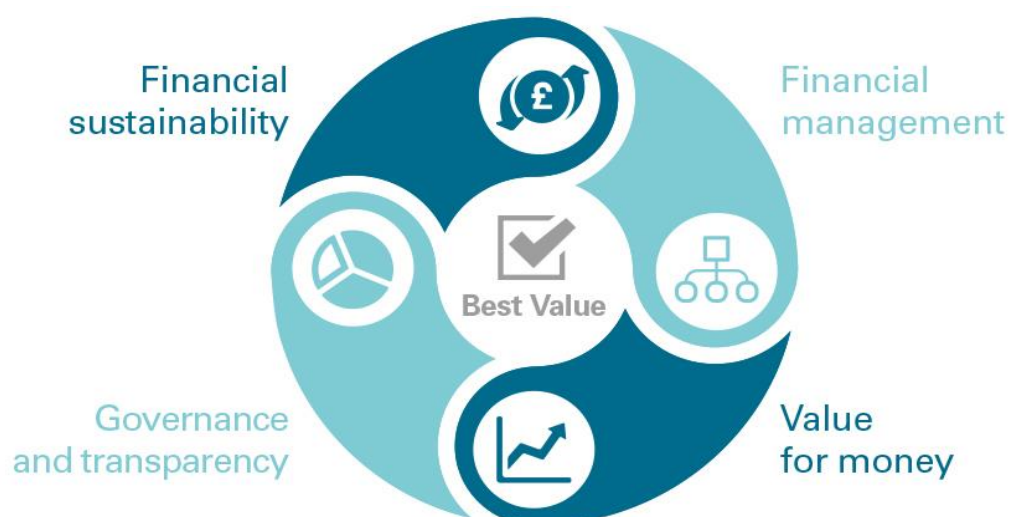 Financial
sustainability
£
Financial
management
Best Value
Governance
and transparency
Value
for money